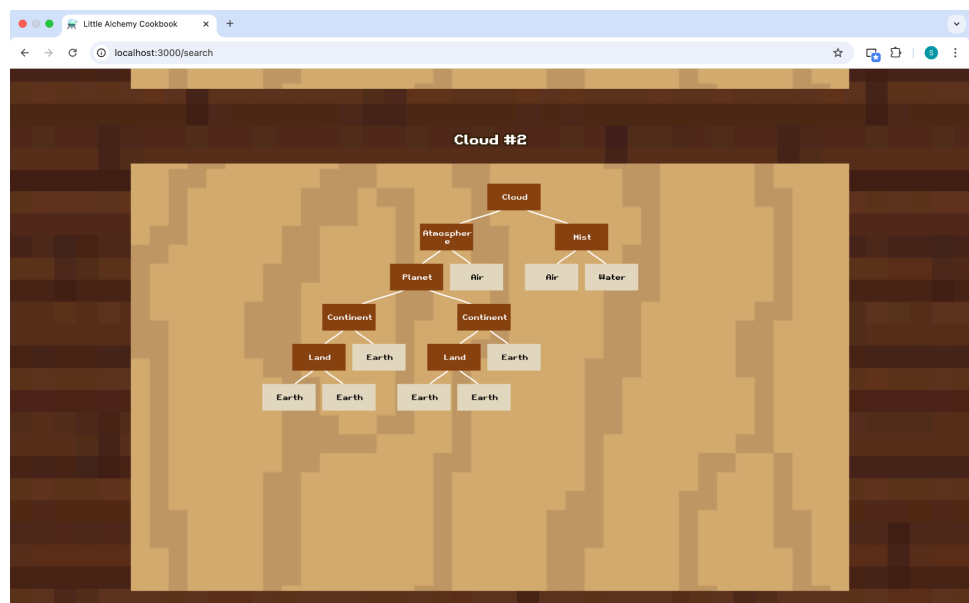 Little Alchemy Cookbook
localhost:3000/search
S
Cloud #2
Cloud
Atmospher
e
Mist
Planet
Air
Air
Water
Continent
Continent
Land
Earth
Land
Earth
Earth
Earth
Earth
Earth